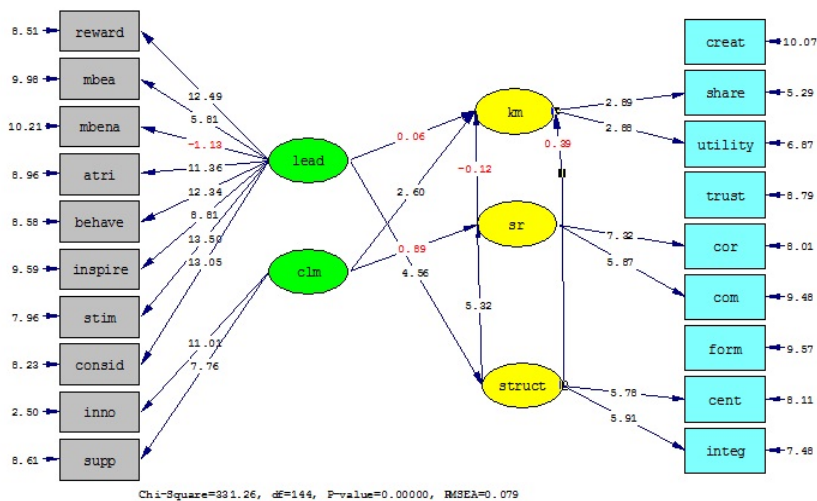 8.51 reward
9.98 mbea
10.21 mbena
8.96 atri
8.58 behave
9.59 inspire
7.96 stim
8.23 consid
2.50 inno
8.61 supp
12.49
5.81
-1.13
11.36
12.34
8.81
13.50
13.05
11.01
7.76
lead
clm
0.06
2.60
0.89
4.56
km
sr
struct
-0.12
0.39
5.32
2.89
2.88
7.32
5.87
5.78
5.91
creat 10.07
share 5.29
utility 6.87
trust 8.79
cor 8.01
com 9.48
form 9.57
cent 8.11
integ 7.48
Chi-Square=331.26, df=144, P-value=0.00000, RMSEA=0.079